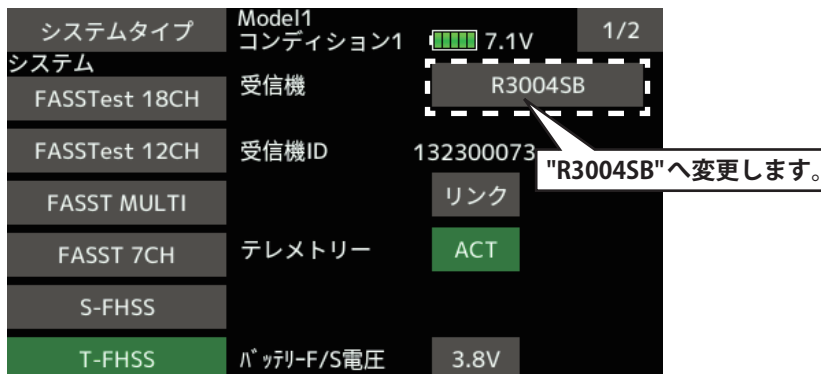 システムタイプ
Model1
コンディション1
7.1V
1/2
システム
FASSTest 18CH
受信機
R3004SB
FASSTest 12CH
受信機ID
132300073
"R3004SB"へ変更します。
FASST MULTI
リンク
FASST 7CH
テレメトリー
ACT
S-FHSS
T-FHSS
ﾊﾞｯﾃﾘｰF/S電圧
3.8V